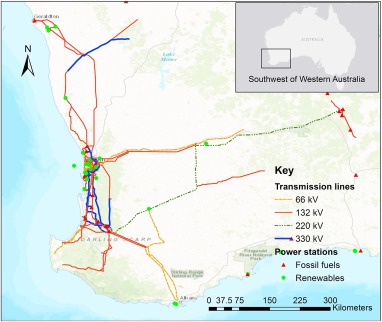 Geraldton
N
Lake
Moore
AUSTRALIA
Southwest of Western Australia
Key
Transmission lines
66 kV
132 kV
220 kV
330 kV
Power stations
Fossil fuels
Renewables
DARLING SCARP
Fitzgerald
River National
Park
Stirling Range
National Park
Albany
0 37.5 75 150 225 300
Kilometers